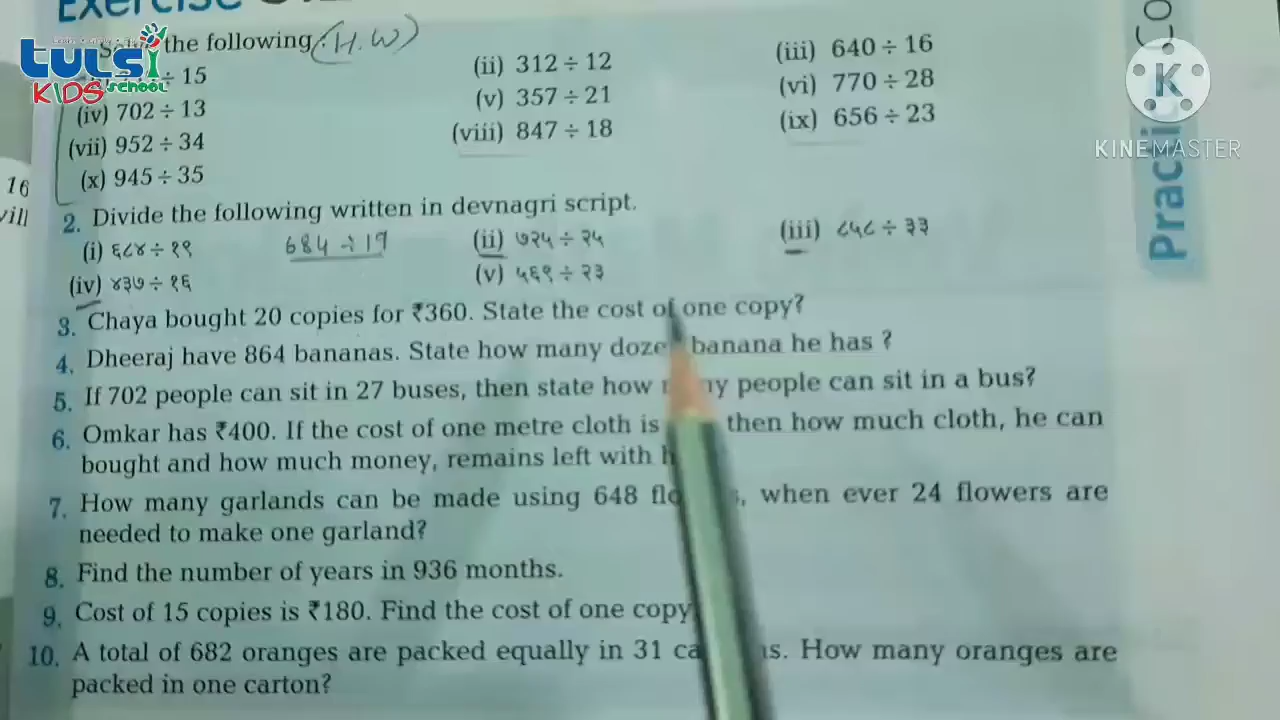 Exercise
TULSI
KIDS SCHOOL
the following : (H.W)
÷ 15 (ii) 312 ÷ 12 (iii) 640 ÷ 16
(iv) 702 ÷ 13 (v) 357 ÷ 21 (vi) 770 ÷ 28
(vii) 952 ÷ 34 (viii) 847 ÷ 18 (ix) 656 ÷ 23
(x) 945 ÷ 35
2. Divide the following written in devnagri script.
(i) ६८४ ÷ १९ 684 ÷ 19 (ii) ७२५ ÷ २५ (iii) ८५८ ÷ ३३
(iv) ४३७ ÷ १६ (v) ५६९ ÷ २३
3. Chaya bought 20 copies for ₹360. State the cost of one copy?
4. Dheeraj have 864 bananas. State how many dozen banana he has ?
5. If 702 people can sit in 27 buses, then state how many people can sit in a bus?
6. Omkar has ₹400. If the cost of one metre cloth is then how much cloth, he can
bought and how much money, remains left with
7. How many garlands can be made using 648 flowers, when ever 24 flowers are
needed to make one garland?
8. Find the number of years in 936 months.
9. Cost of 15 copies is ₹180. Find the cost of one copy
10. A total of 682 oranges are packed equally in 31 cartons. How many oranges are
packed in one carton?
16
vill
K
KINEMASTER
Practic Co